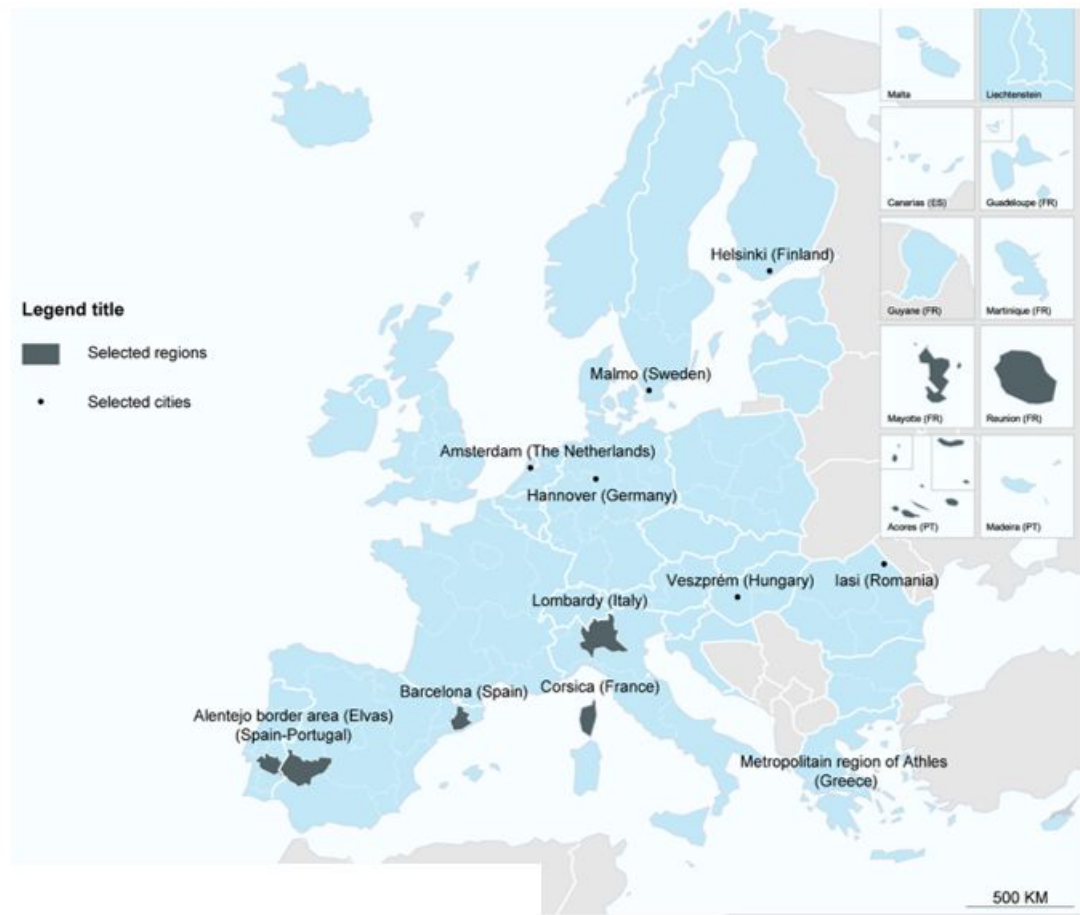 Malta
Liechtenstein
Canarias (ES)
Guadeloupe (FR)
Helsinki (Finland)
Guyane (FR)
Martinique (FR)
Legend title
Selected regions
Selected cities
Malmo (Sweden)
Mayotte (FR)
Reunion (FR)
Amsterdam (The Netherlands)
Hannover (Germany)
Acores (PT)
Madeira (PT)
Veszprém (Hungary)
Iasi (Romania)
Lombardy (Italy)
Barcelona (Spain)
Corsica (France)
Alentejo border area (Elvas)
(Spain-Portugal)
Metropolitain region of Athles
(Greece)
500 KM